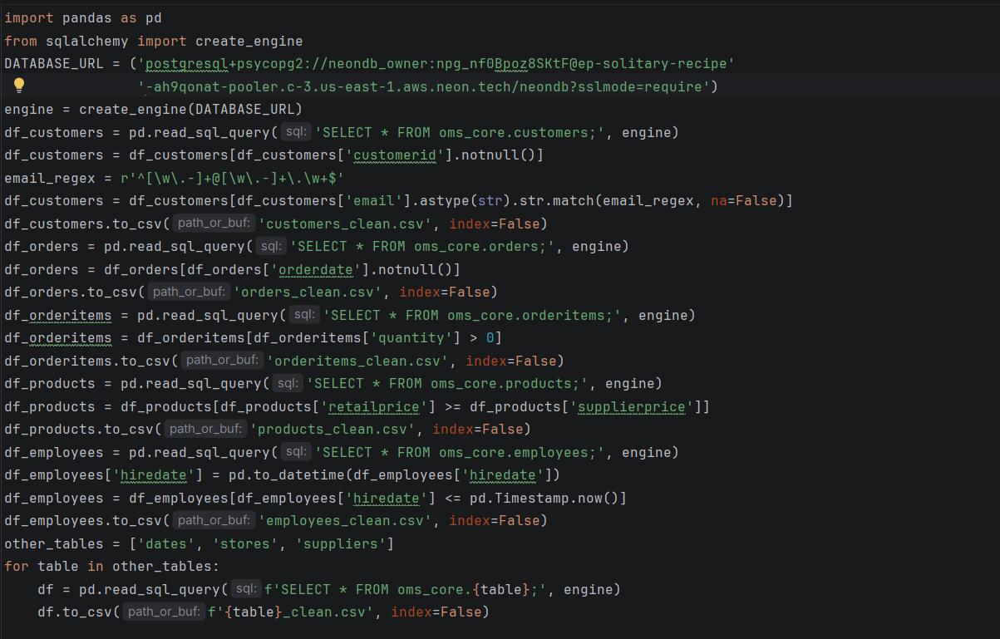 import pandas as pd
from sqlalchemy import create_engine
DATABASE_URL = ('postgresql+psycopg2://neondb_owner:npg_nfOBpoz8SKtF@ep-solitary-recipe'
'-ah9qonat-pooler.c-3.us-east-1.aws.neon.tech/neondb?sslmode=require')
engine = create_engine(DATABASE_URL)
df_customers = pd.read_sql_query( sql: 'SELECT * FROM oms_core.customers;', engine)
df_customers = df_customers[df_customers['customerid'].notnull()]
email_regex = r'^[\w\.-]+@[\w\.-]+\.\w+$'
df_customers = df_customers[df_customers['email'].astype(str).str.match(email_regex, na=False)]
df_customers.to_csv( path_or_buf: 'customers_clean.csv', index=False)
df_orders = pd.read_sql_query( sql: 'SELECT * FROM oms_core.orders;', engine)
df_orders = df_orders[df_orders['orderdate'].notnull()]
df_orders.to_csv( path_or_buf: 'orders_clean.csv', index=False)
df_orderitems = pd.read_sql_query( sql: 'SELECT * FROM oms_core.orderitems;', engine)
df_orderitems = df_orderitems[df_orderitems['quantity'] > 0]
df_orderitems.to_csv( path_or_buf: 'orderitems_clean.csv', index=False)
df_products = pd.read_sql_query( sql: 'SELECT * FROM oms_core.products;', engine)
df_products = df_products[df_products['retailprice'] >= df_products['supplierprice']]
df_products.to_csv( path_or_buf: 'products_clean.csv', index=False)
df_employees = pd.read_sql_query( sql: 'SELECT * FROM oms_core.employees;', engine)
df_employees['hiredate'] = pd.to_datetime(df_employees['hiredate'])
df_employees = df_employees[df_employees['hiredate'] <= pd.Timestamp.now()]
df_employees.to_csv( path_or_buf: 'employees_clean.csv', index=False)
other_tables = ['dates', 'stores', 'suppliers']
for table in other_tables:
    df = pd.read_sql_query( sql: f'SELECT * FROM oms_core.{table};', engine)
    df.to_csv( path_or_buf: f'{table}_clean.csv', index=False)